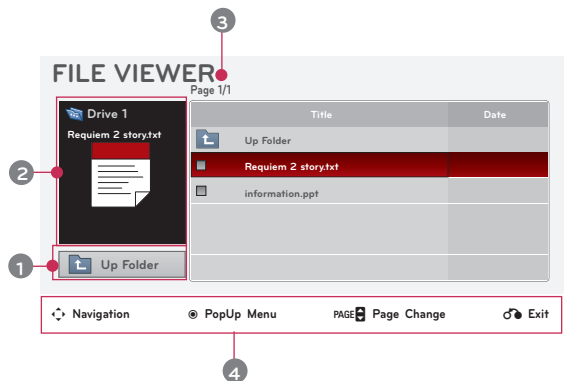 3
FILE VIEWER
Page 1/1
Drive 1
Requiem 2 story.txt
Title Date
Up Folder
Requiem 2 story.txt
information.ppt
2
1
Up Folder
Navigation
PopUp Menu
PAGE Page Change
Exit
4